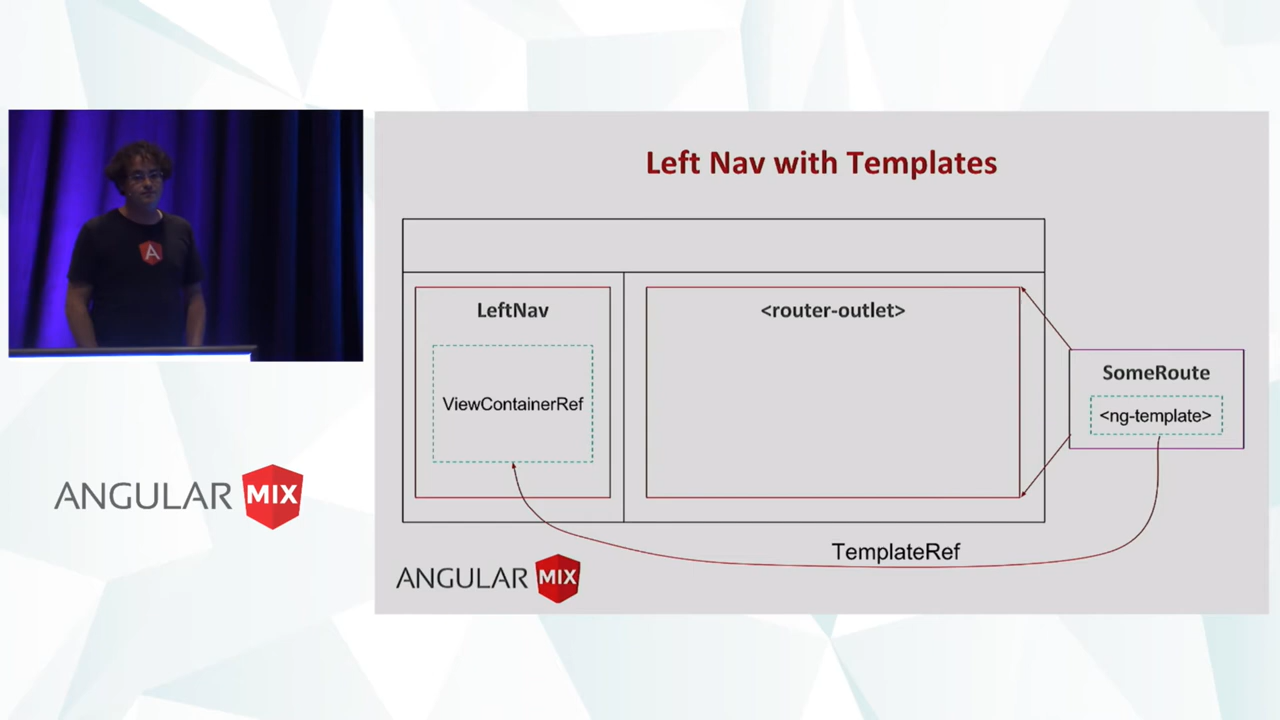 Left Nav with Templates
LeftNav
<router-outlet>
ViewContainerRef
SomeRoute
<ng-template>
TemplateRef
ANGULAR MIX
ANGULAR MIX
A